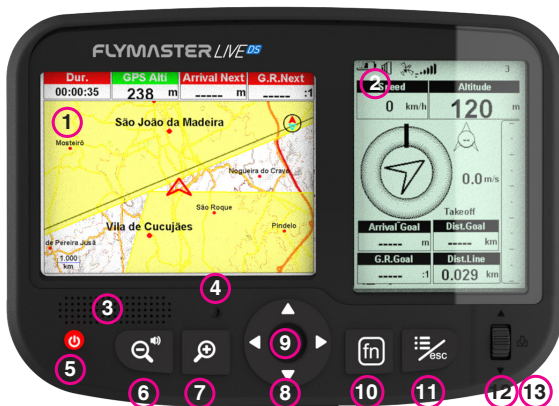 FLYMASTER LIVE DS
Dur. GPS Alti Arrival Next G.R.Next
00:00:35 238 m ----- m ----- :1
1
São João da Madeira
Mosteiró
Nogueira do Cravo
São Roque
Vila de Cucujães
Pindelo
de Pereira Jusã
1.000
km
3
2
Speed Altitude
0 km/h 120 m
0.0 m/s
Takeoff
Arrival Goal Dist.Goal
----- m ----- km
G.R.Goal Dist.Line
----- :1 0.029 km
3
4
5
6
7
8
9
fn
10
esc
11
12
13